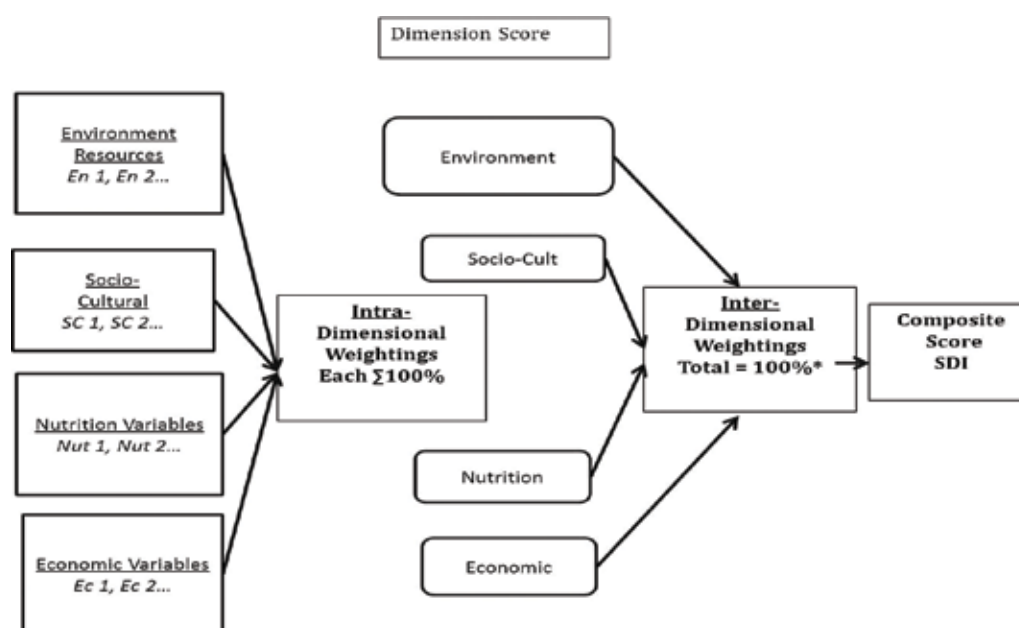 Dimension Score
Environment
Resources
En 1, En 2...
Socio-
Cultural
SC 1, SC 2...
Nutrition Variables
Nut 1, Nut 2...
Economic Variables
Ec 1, Ec 2...
Intra-
Dimensional
Weightings
Each ∑100%
Environment
Socio-Cult
Nutrition
Economic
Inter-
Dimensional
Weightings
Total = 100%*
Composite
Score
SDI